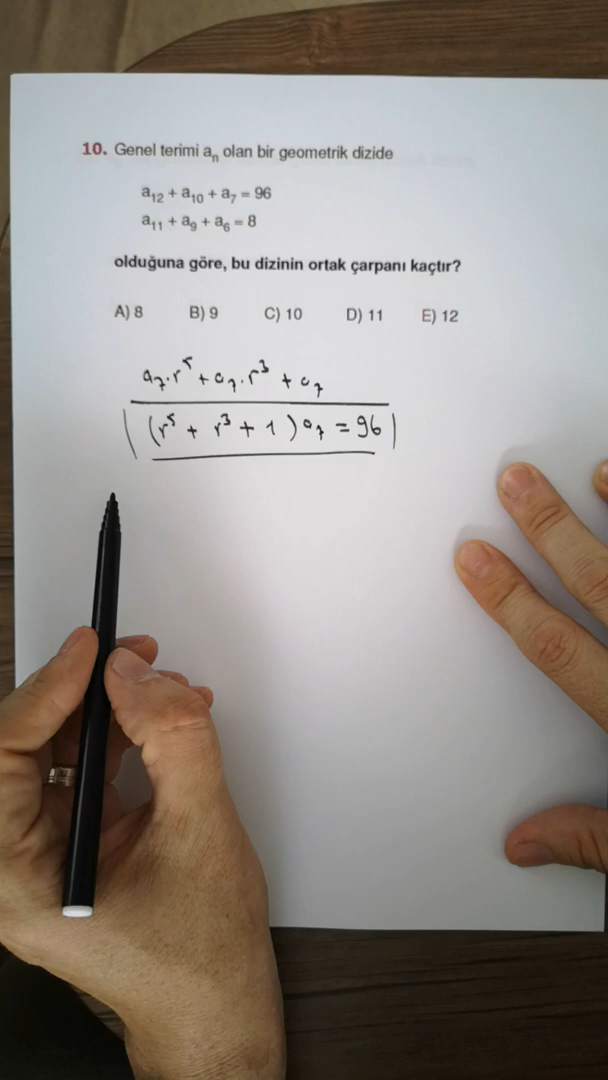 10. Genel terimi aₙ olan bir geometrik dizide
a₁₂ + a₁₀ + a₇ = 96
a₁₁ + a₉ + a₆ = 8
olduğuna göre, bu dizinin ortak çarpanı kaçtır?
A) 8 B) 9 C) 10 D) 11 E) 12
a₇·r⁵ + a₇·r³ + a₇
(r⁵ + r³ + 1) a₇ = 96